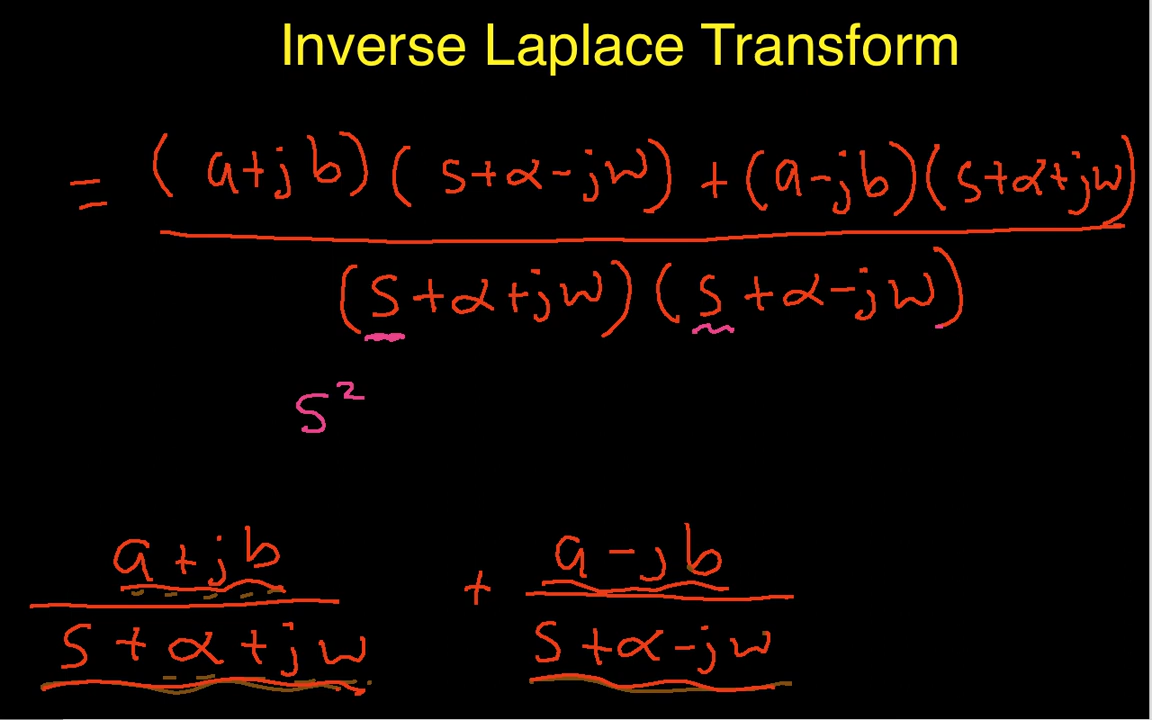 Inverse Laplace Transform
= (a+jb)(s+α-jw)+(a-jb)(s+α+jw)
(s+α+jw)(s+α-jw)
s²
a+jb + a-jb
s+α+jw s+α-jw